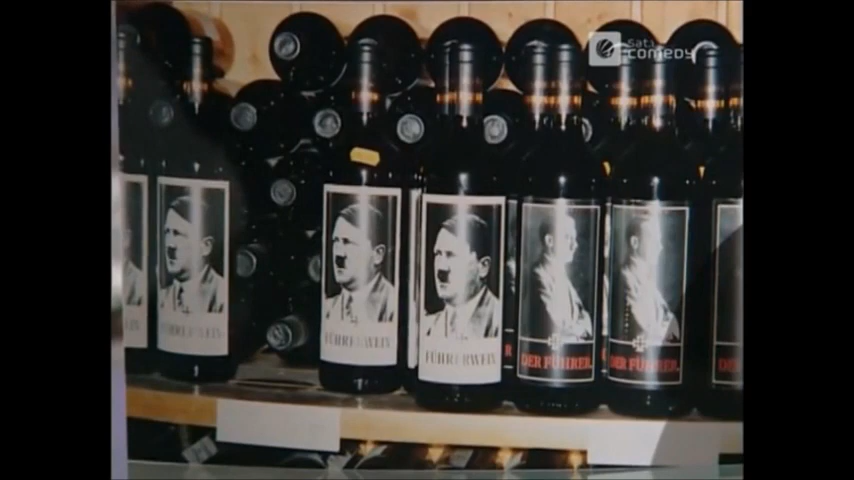 Sat.1
COMEDY
FÜHRERWEIN
FÜHRERWEIN
FÜHRERWEIN
DER FÜHRER.
DER FÜHRER.